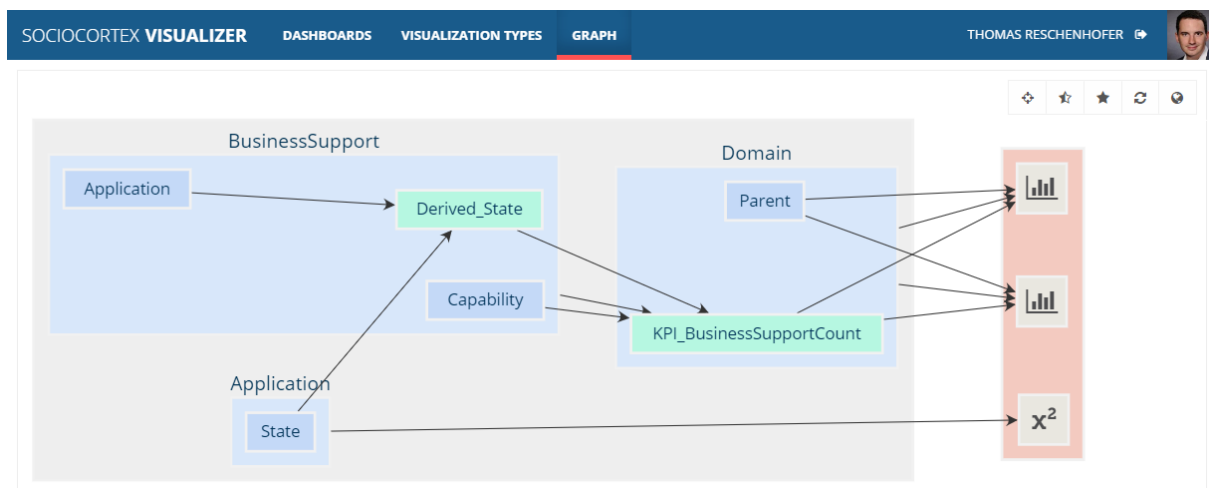 SOCIOCORTEX VISUALIZER DASHBOARDS VISUALIZATION TYPES GRAPH THOMAS RESCHENHOFER
BusinessSupport
Domain
Application
Parent
Derived_State
Capability
KPI_BusinessSupportCount
Application
State
x²